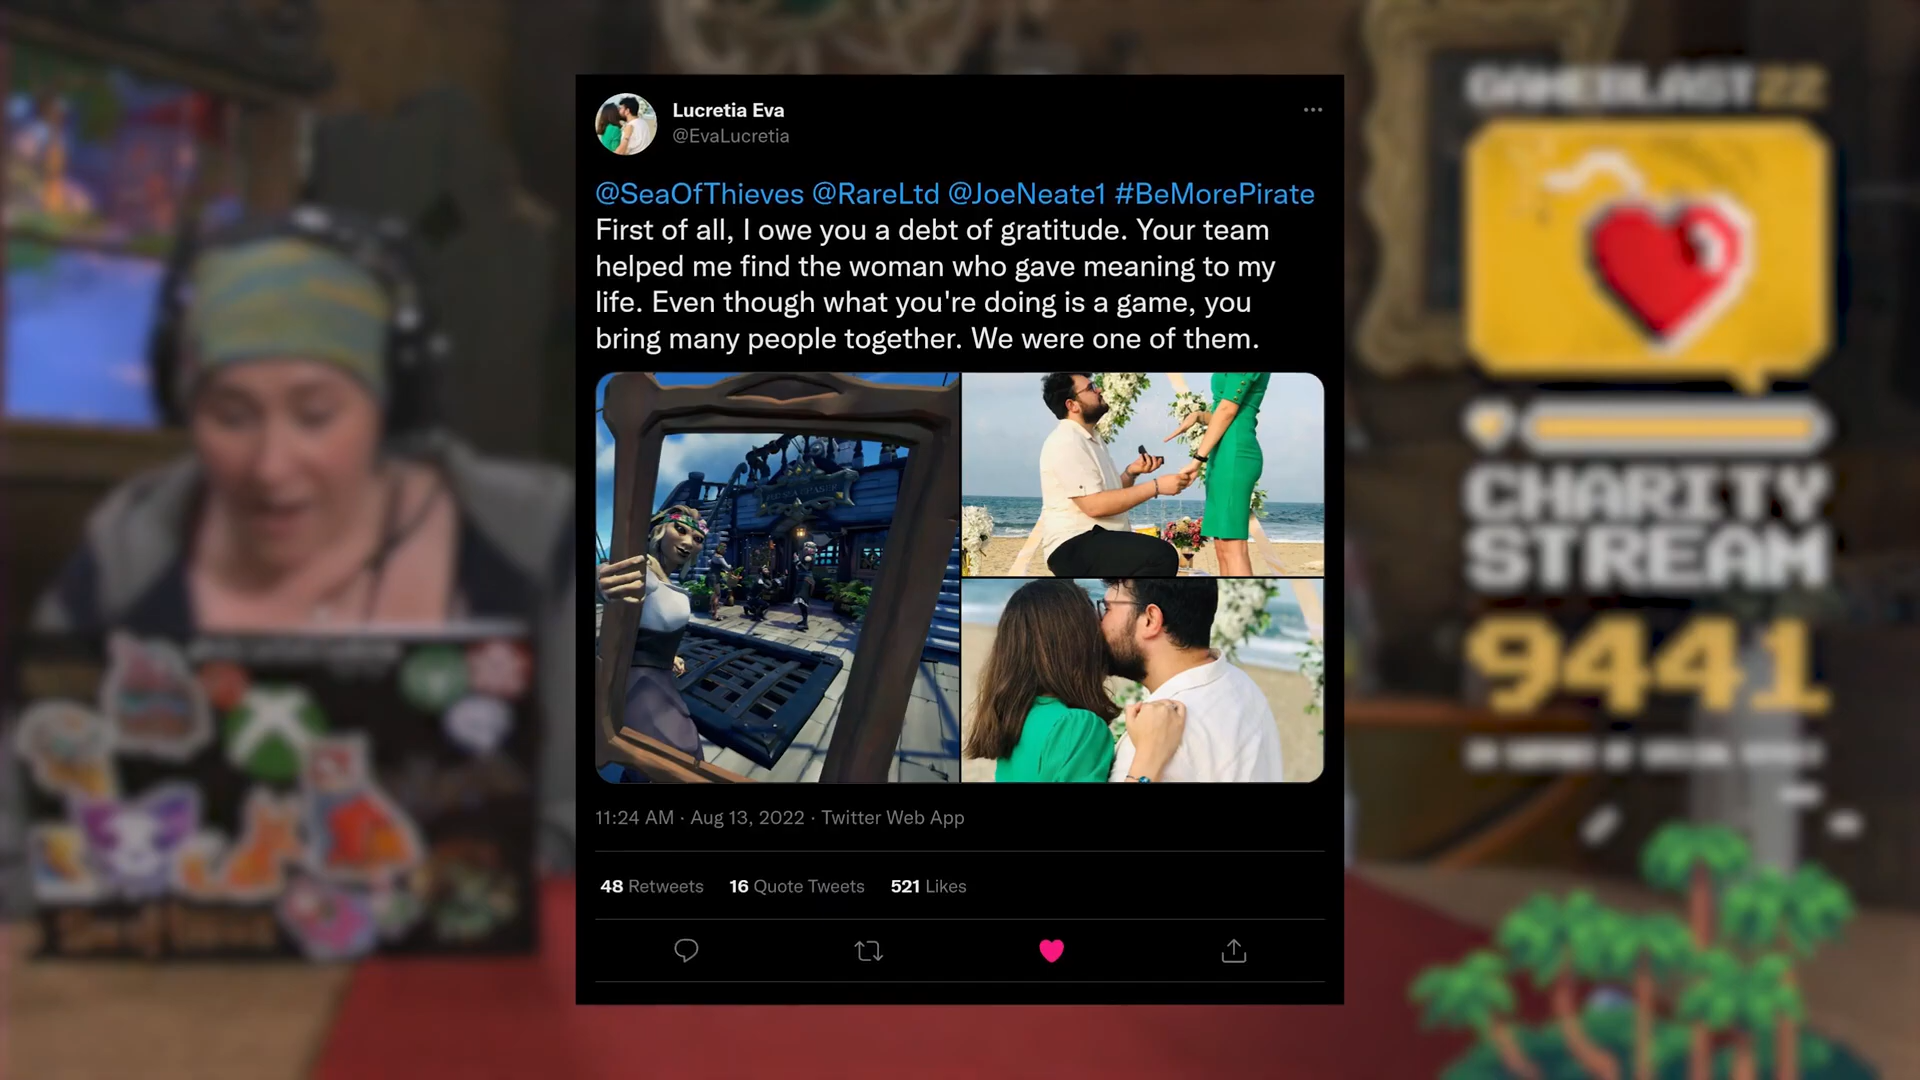 GAMEBLAST22
Lucretia Eva
@EvaLucretia
@SeaOfThieves @RareLtd @JoeNeate1 #BeMorePirate
First of all, I owe you a debt of gratitude. Your team
helped me find the woman who gave meaning to my
life. Even though what you're doing is a game, you
bring many people together. We were one of them.
11:24 AM · Aug 13, 2022 · Twitter Web App
48 Retweets 16 Quote Tweets 521 Likes
CHARITY
STREAM
9441